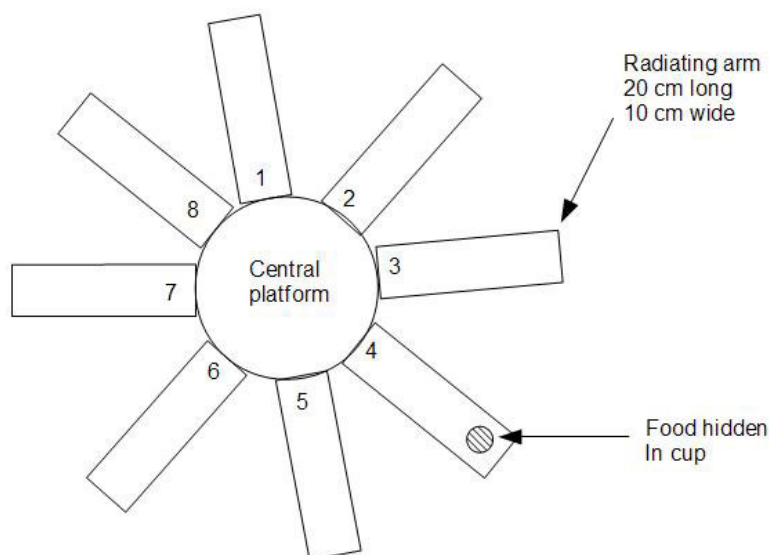 Radiating arm
20 cm long
10 cm wide
1
2
8
3
Central
platform
7
4
6
5
Food hidden
In cup